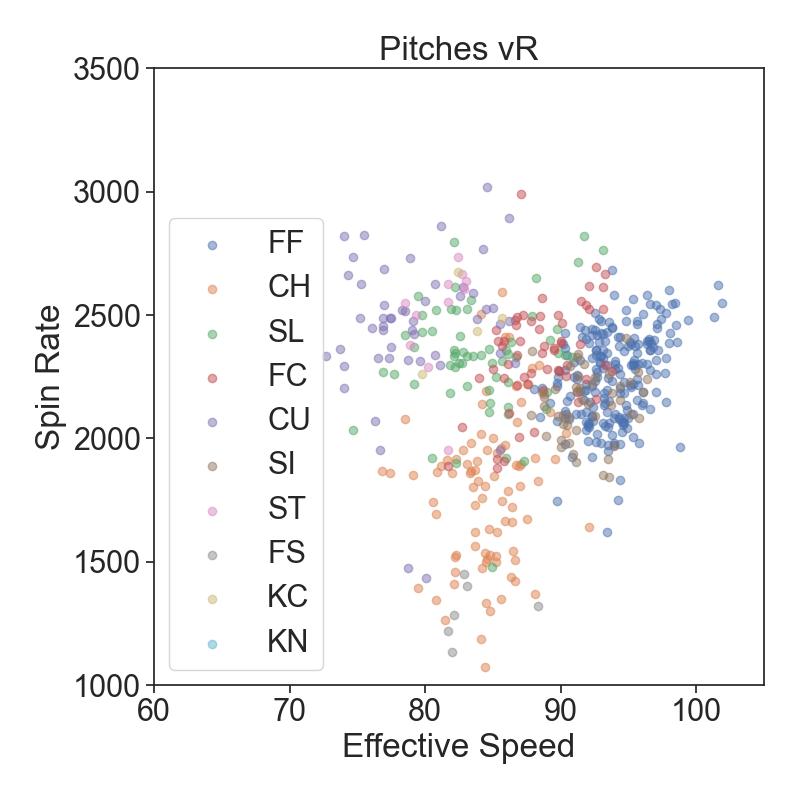 Pitches vR
3500
3000
2500
2000
1500
1000
Spin Rate
FF
CH
SL
FC
CU
SI
ST
FS
KC
KN
60 70 80 90 100
Effective Speed